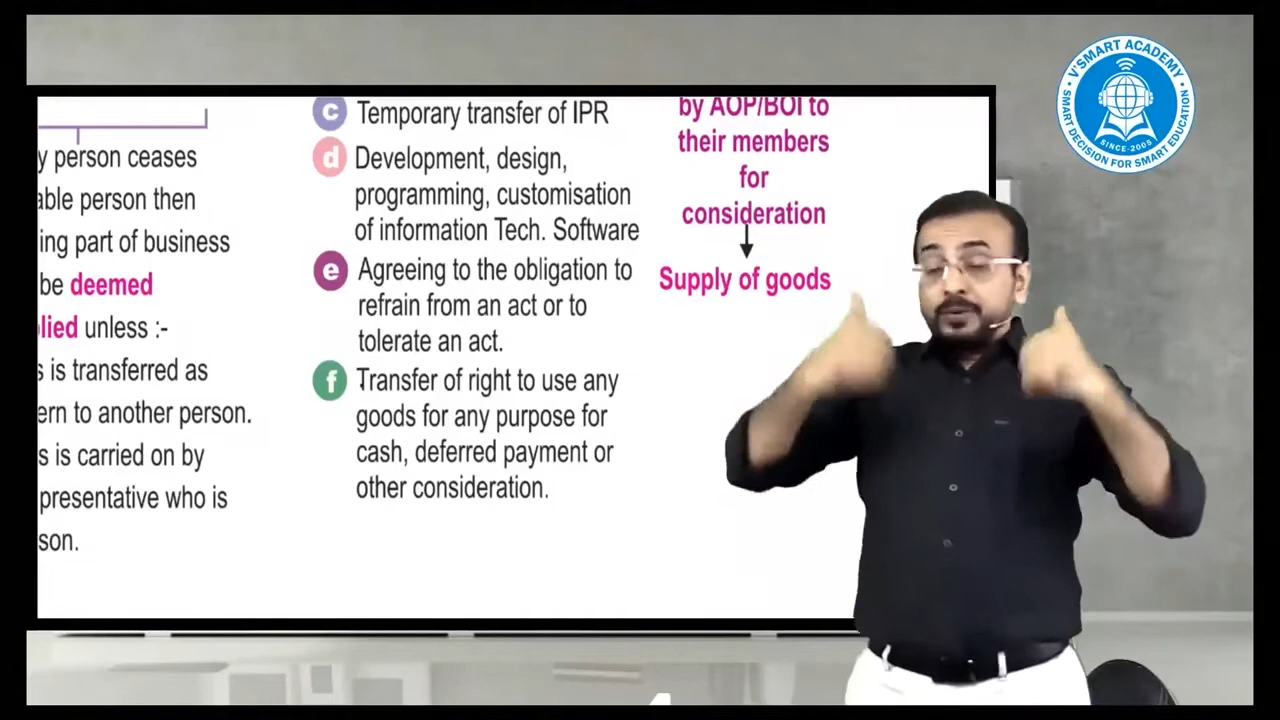 y person ceases
able person then
ing part of business
be deemed
lied unless :-
s is transferred as
ern to another person.
s is carried on by
presentative who is
son.
c Temporary transfer of IPR
d Development, design,
programming, customisation
of information Tech. Software
e Agreeing to the obligation to
refrain from an act or to
tolerate an act.
f Transfer of right to use any
goods for any purpose for
cash, deferred payment or
other consideration.
by AOP/BOI to
their members
for
consideration
Supply of goods
V'SMART ACADEMY
SINCE-2005
SMART DECISION FOR SMART EDUCATION